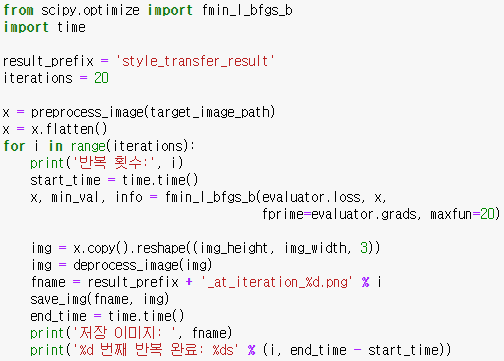 from scipy.optimize import fmin_l_bfgs_b
import time
result_prefix = 'style_transfer_result'
iterations = 20
x = preprocess_image(target_image_path)
x = x.flatten()
for i in range(iterations):
    print('반복 횟수:', i)
    start_time = time.time()
    x, min_val, info = fmin_l_bfgs_b(evaluator.loss, x,
                                     fprime=evaluator.grads, maxfun=20)
    img = x.copy().reshape((img_height, img_width, 3))
    img = deprocess_image(img)
    fname = result_prefix + '_at_iteration_%d.png' % i
    save_img(fname, img)
    end_time = time.time()
    print('저장 이미지: ', fname)
    print('%d 번째 반복 완료: %ds' % (i, end_time - start_time))